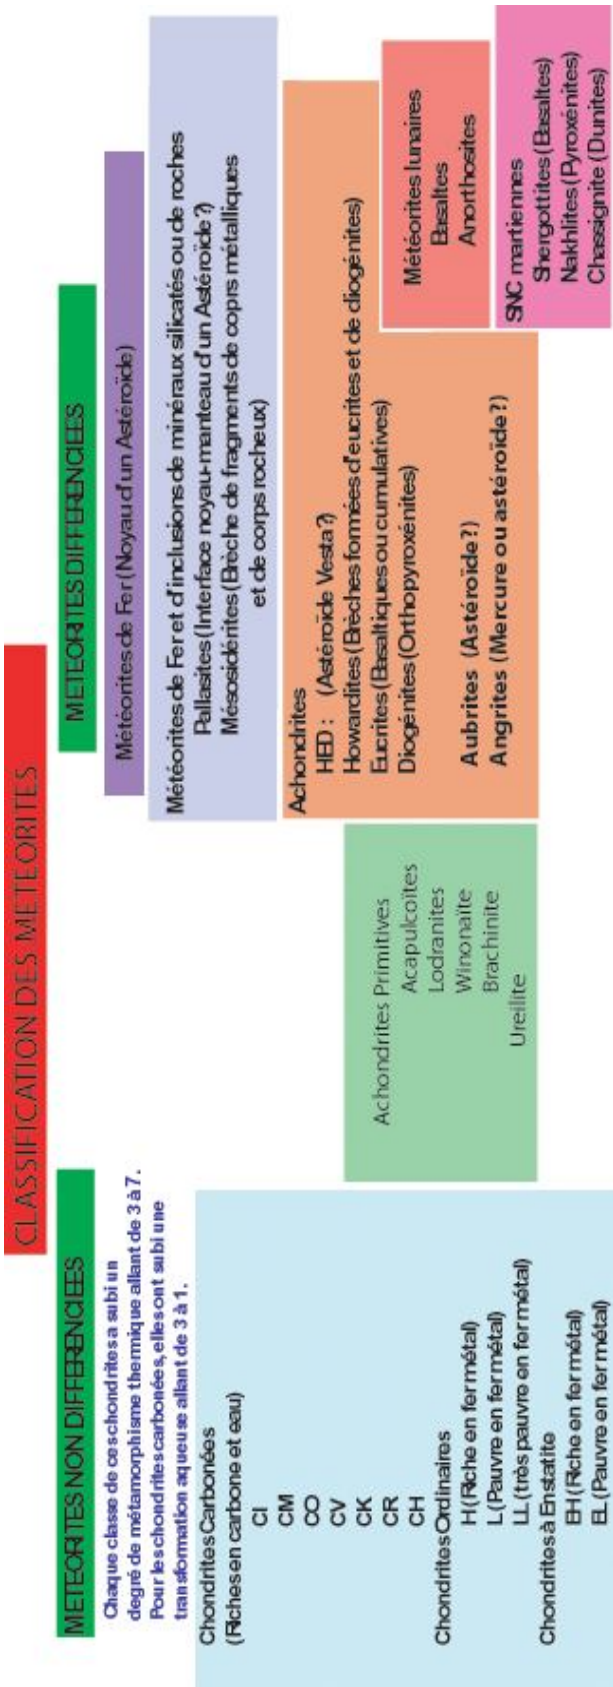 CLASSIFICATION DES METEORITES
METEORITES NON DIFFERENCIEES
Chaque classe de ces chondrites a subi un
degré de métamorphisme thermique allant de 3 à 7.
Pour les chondrites carbonées, elles ont subi une
transformation aqueuse allant de 3 à 1.
Chondrites Carbonées
(Riches en carbone et eau)
CI
CM
CO
CV
CK
CR
CH
Chondrites Ordinaires
H (Riche en fer métal)
L (Pauvre en fer métal)
LL (très pauvre en fer métal)
Chondrites à Enstatite
EH (Riche en fer métal)
EL (Pauvre en fer métal)
Achondrites Primitives
Acapulcoïtes
Lodranites
Winonaïte
Brachinite
Ureilite
METEORITES DIFFERENCIEES
Météorites de Fer (Noyau d'un Astéroïde)
Météorites de Fer et d'inclusions de minéraux silicatés ou de roches
Pallasites (Interface noyau-manteau d'un Astéroïde ?)
Mésosidérites (Brèche de fragments de coprs métalliques
et de corps rocheux)
Achondrites
HED : (Astéroïde Vesta ?)
Howardites (Brèches formées d'eucrites et de diogénites)
Eucrites (Basaltiques ou cumulatives)
Diogénites (Orthopyroxénites)
Aubrites (Astéroïde ?)
Angrites (Mercure ou astéroïde ?)
Météorites lunaires
Basaltes
Anorthosites
SNC martiennes
Shergottites (Basaltes)
Nakhlites (Pyroxénites)
Chassignite (Dunites)